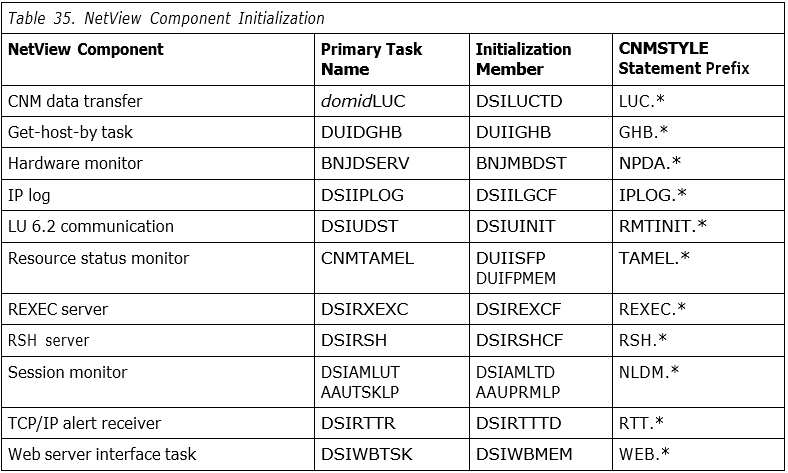 Table 35. NetView Component Initialization
NetView Component Primary Task Name Initialization Member CNMSTYLE Statement Prefix
CNM data transfer domidLUC DSILUCTD LUC.*
Get-host-by task DUIDGHB DUIIGHB GHB.*
Hardware monitor BNJDSERV BNJMBDST NPDA.*
IP log DSIIPLOG DSIILGCF IPLOG.*
LU 6.2 communication DSIUDST DSIUINIT RMTINIT.*
Resource status monitor CNMTAMEL DUIISFP DUIFPMEM TAMEL.*
REXEC server DSIRXEXC DSIREXCF REXEC.*
RSH server DSIRSH DSIRSHCF RSH.*
Session monitor DSIAMLUT AAUTSKLP DSIAMLTD AAUPRMLP NLDM.*
TCP/IP alert receiver DSIRTTR DSIRTTTD RTT.*
Web server interface task DSIWBTSK DSIWBMEM WEB.*